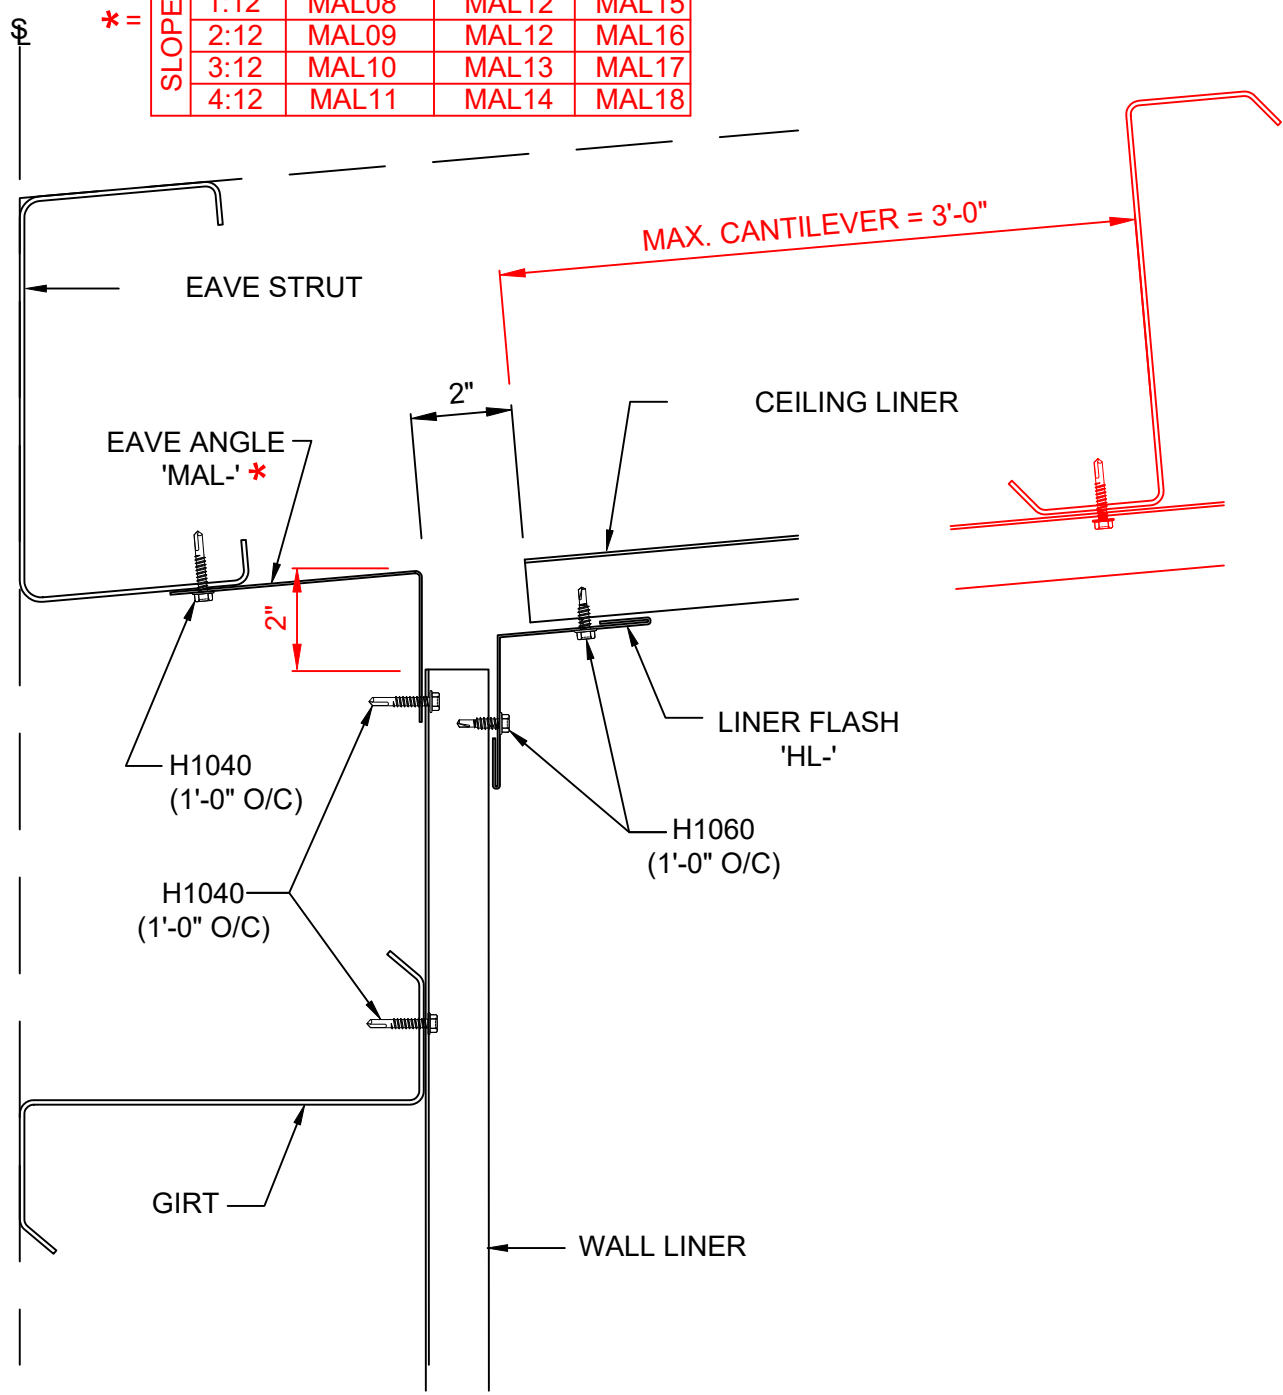 * =
SLOPE
1:12 MAL08 MAL12 MAL15
2:12 MAL09 MAL12 MAL16
3:12 MAL10 MAL13 MAL17
4:12 MAL11 MAL14 MAL18
MAX. CANTILEVER = 3'-0"
EAVE STRUT
2"
CEILING LINER
EAVE ANGLE
'MAL-' *
2"
LINER FLASH
'HL-'
H1040
(1'-0" O/C)
H1060
(1'-0" O/C)
H1040
(1'-0" O/C)
GIRT
WALL LINER